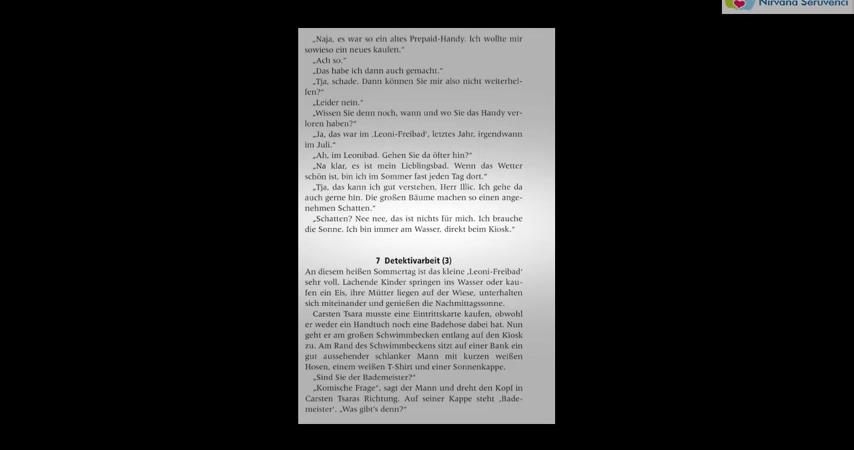 Nirvana Serüvenci
„Naja, es war so ein altes Prepaid-Handy. Ich wollte mir
sowieso ein neues kaufen.“
„Ach so.“
„Das habe ich dann auch gemacht.“
„Tja, schade. Dann können Sie mir also nicht weiterhel-
fen?“
„Leider nein.“
„Wissen Sie denn noch, wann und wo Sie das Handy ver-
loren haben?“
„Ja, das war im ‚Leoni-Freibad‘, letztes Jahr, irgendwann
im Juli.“
„Ah, im Leonibad. Gehen Sie da öfter hin?“
„Na klar, es ist mein Lieblingsbad. Wenn das Wetter
schön ist, bin ich im Sommer fast jeden Tag dort.“
„Tja, das kann ich gut verstehen, Herr Illic. Ich gehe da
auch gerne hin. Die großen Bäume machen so einen ange-
nehmen Schatten.“
„Schatten? Nee nee, das ist nichts für mich. Ich brauche
die Sonne. Ich bin immer am Wasser, direkt beim Kiosk.“
7 Detektivarbeit (3)
An diesem heißen Sommertag ist das kleine ‚Leoni-Freibad‘
sehr voll. Lachende Kinder springen ins Wasser oder kau-
fen ein Eis, ihre Mütter liegen auf der Wiese, unterhalten
sich miteinander und genießen die Nachmittagssonne.
Carsten Tsara musste eine Eintrittskarte kaufen, obwohl
er weder ein Handtuch noch eine Badehose dabei hat. Nun
geht er am großen Schwimmbecken entlang auf den Kiosk
zu. Am Rand des Schwimmbeckens sitzt auf einer Bank ein
gut aussehender schlanker Mann mit kurzen weißen
Hosen, einem weißen T-Shirt und einer Sonnenkappe.
„Sind Sie der Bademeister?“
„Komische Frage“, sagt der Mann und dreht den Kopf in
Carsten Tsaras Richtung. Auf seiner Kappe steht ‚Bade-
meister‘. „Was gibt's denn?“